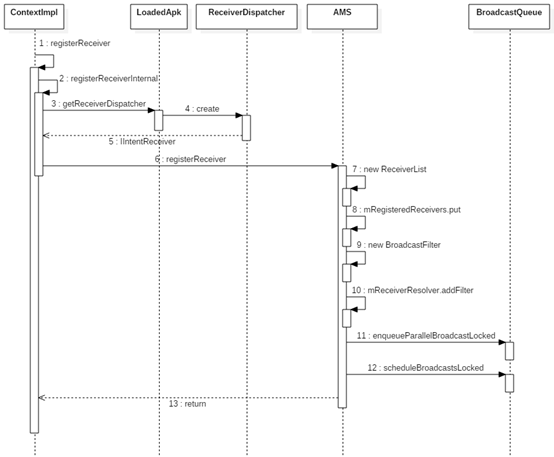 ContextImpl
LoadedApk
ReceiverDispatcher
AMS
BroadcastQueue
1 : registerReceiver
2 : registerReceiverInternal
3 : getReceiverDispatcher
4 : create
5 : IIntentReceiver
6 : registerReceiver
7 : new ReceiverList
8 : mRegisteredReceivers.put
9 : new BroadcastFilter
10 : mReceiverResolver.addFilter
11 : enqueueParallelBroadcastLocked
12 : scheduleBroadcastsLocked
13 : return